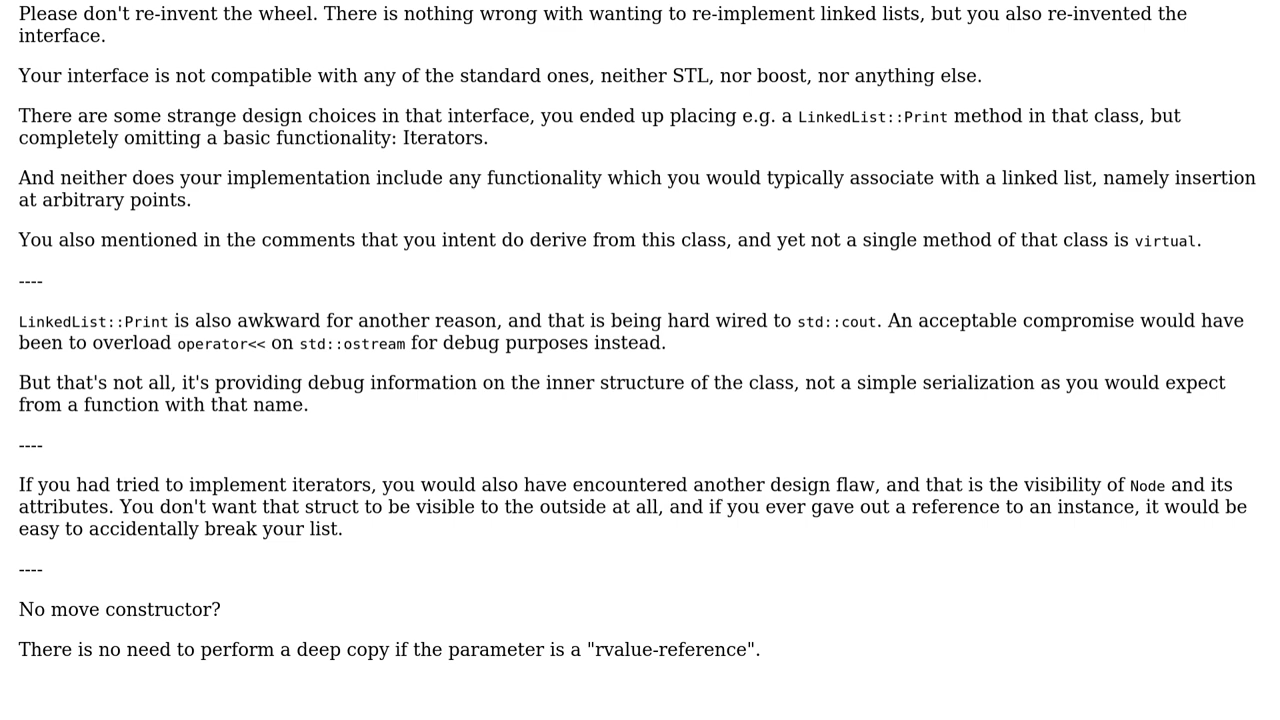 Please don't re-invent the wheel. There is nothing wrong with wanting to re-implement linked lists, but you also re-invented the
interface.
Your interface is not compatible with any of the standard ones, neither STL, nor boost, nor anything else.
There are some strange design choices in that interface, you ended up placing e.g. a LinkedList::Print method in that class, but
completely omitting a basic functionality: Iterators.
And neither does your implementation include any functionality which you would typically associate with a linked list, namely insertion
at arbitrary points.
You also mentioned in the comments that you intent do derive from this class, and yet not a single method of that class is virtual.
----
LinkedList::Print is also awkward for another reason, and that is being hard wired to std::cout. An acceptable compromise would have
been to overload operator<< on std::ostream for debug purposes instead.
But that's not all, it's providing debug information on the inner structure of the class, not a simple serialization as you would expect
from a function with that name.
----
If you had tried to implement iterators, you would also have encountered another design flaw, and that is the visibility of Node and its
attributes. You don't want that struct to be visible to the outside at all, and if you ever gave out a reference to an instance, it would be
easy to accidentally break your list.
----
No move constructor?
There is no need to perform a deep copy if the parameter is a "rvalue-reference".